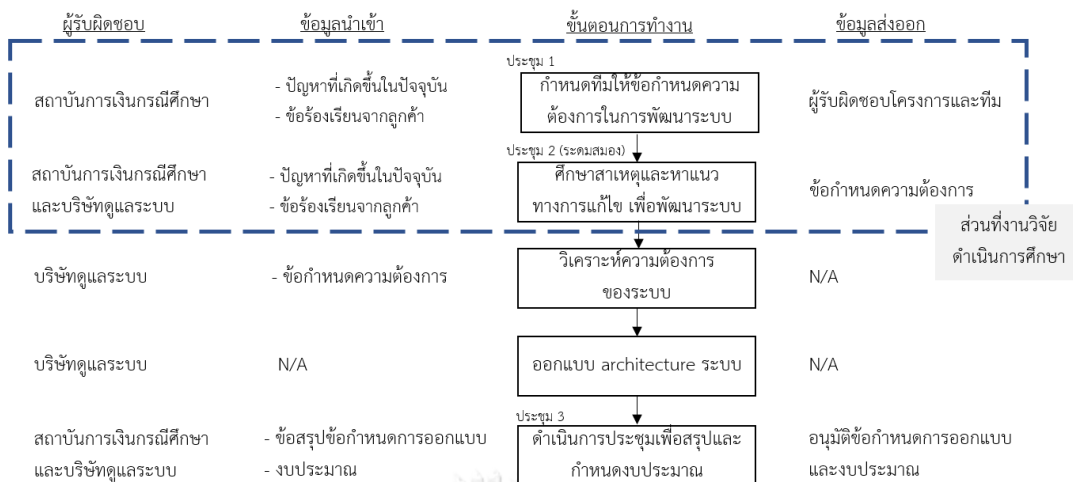 ผู้รับผิดชอบ ข้อมูลนำเข้า ขั้นตอนการทำงาน ข้อมูลส่งออก
ประชุม 1
สถาบันการเงินกรณีศึกษา
- ปัญหาที่เกิดขึ้นในปัจจุบัน
- ข้อร้องเรียนจากลูกค้า
กำหนดทีมให้ข้อกำหนดความ
ต้องการในการพัฒนาระบบ
ผู้รับผิดชอบโครงการและทีม
ประชุม 2 (ระดมสมอง)
สถาบันการเงินกรณีศึกษา
และบริษัทดูแลระบบ
- ปัญหาที่เกิดขึ้นในปัจจุบัน
- ข้อร้องเรียนจากลูกค้า
ศึกษาสาเหตุและหาแนว
ทางการแก้ไข เพื่อพัฒนาระบบ
ข้อกำหนดความต้องการ
ส่วนที่งานวิจัย
ดำเนินการศึกษา
บริษัทดูแลระบบ
- ข้อกำหนดความต้องการ
วิเคราะห์ความต้องการ
ของระบบ
N/A
บริษัทดูแลระบบ
N/A
ออกแบบ architecture ระบบ
N/A
ประชุม 3
สถาบันการเงินกรณีศึกษา
และบริษัทดูแลระบบ
- ข้อสรุปข้อกำหนดการออกแบบ
- งบประมาณ
ดำเนินการประชุมเพื่อสรุปและ
กำหนดงบประมาณ
อนุมัติข้อกำหนดการออกแบบ
และงบประมาณ